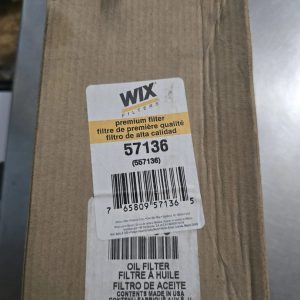 WIX
FILTERS
premium filter
filtre de première qualité
filtro de alta calidad
57136
(557136)
7 65809 57136 5
OIL FILTER
FILTRE À HUILE
FILTRO DE ACEITE
CONTENTS MADE IN USA